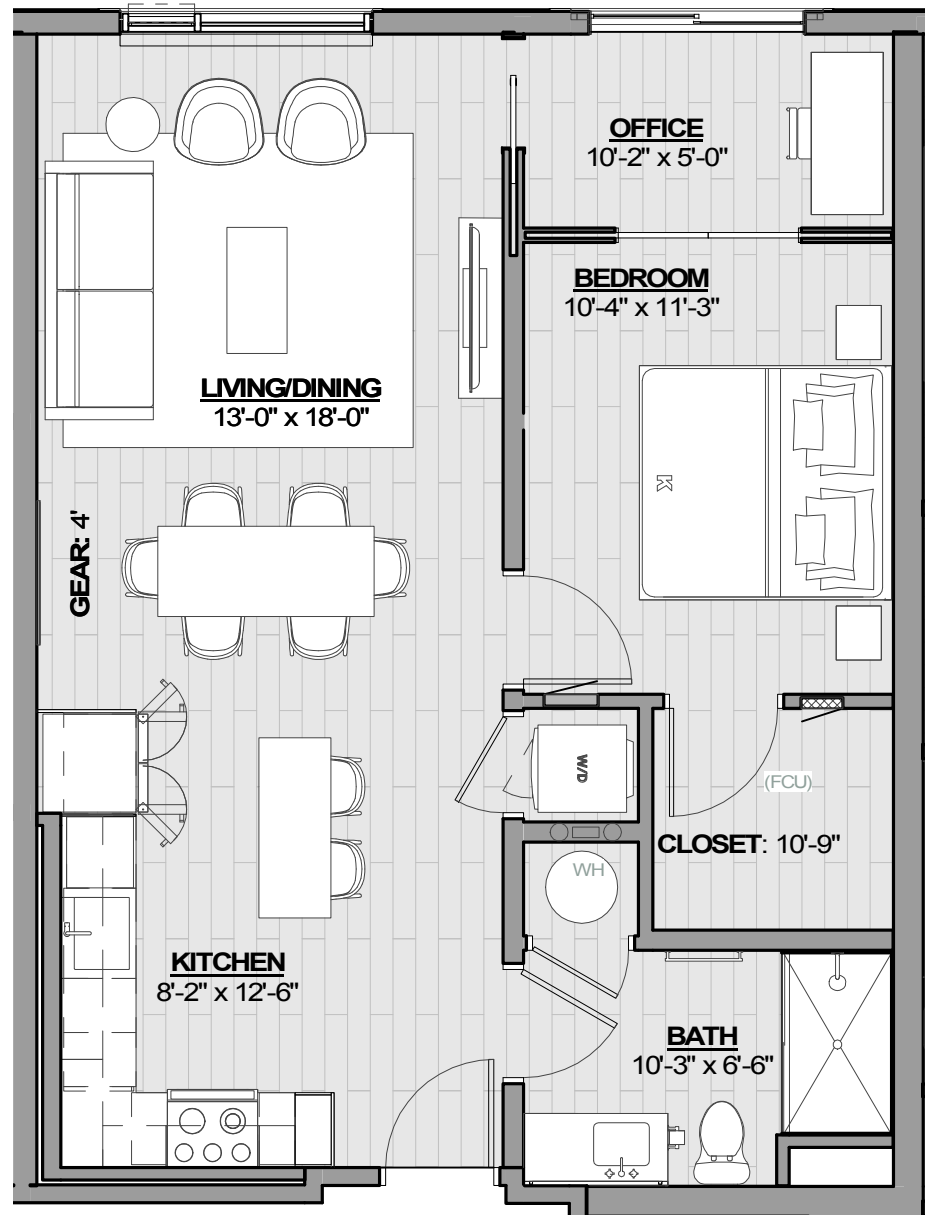 OFFICE
10'-2" x 5'-0"
BEDROOM
10'-4" x 11'-3"
LIVING/DINING
13'-0" x 18'-0"
K
GEAR: 4'
W/D
(FCU)
CLOSET: 10'-9"
WH
KITCHEN
8'-2" x 12'-6"
BATH
10'-3" x 6'-6"